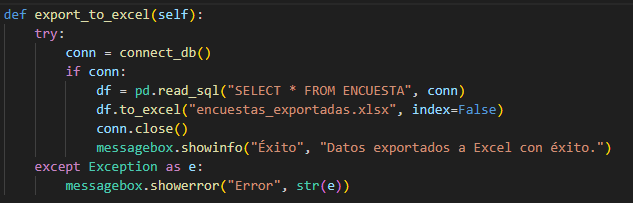 def export_to_excel(self):
    try:
        conn = connect_db()
        if conn:
            df = pd.read_sql("SELECT * FROM ENCUESTA", conn)
            df.to_excel("encuestas_exportadas.xlsx", index=False)
            conn.close()
            messagebox.showinfo("Éxito", "Datos exportados a Excel con éxito.")
    except Exception as e:
        messagebox.showerror("Error", str(e))